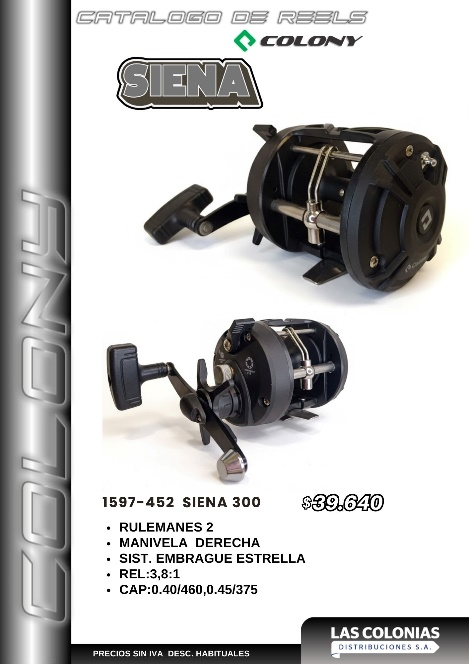 CATALOGO DE REELS
COLONY
SIENA
COLONY
1597-452 SIENA 300 $39.640
• RULEMANES 2
• MANIVELA DERECHA
• SIST. EMBRAGUE ESTRELLA
• REL:3,8:1
• CAP:0.40/460,0.45/375
PRECIOS SIN IVA DESC. HABITUALES
LAS COLONIAS
DISTRIBUCIONES S.A.